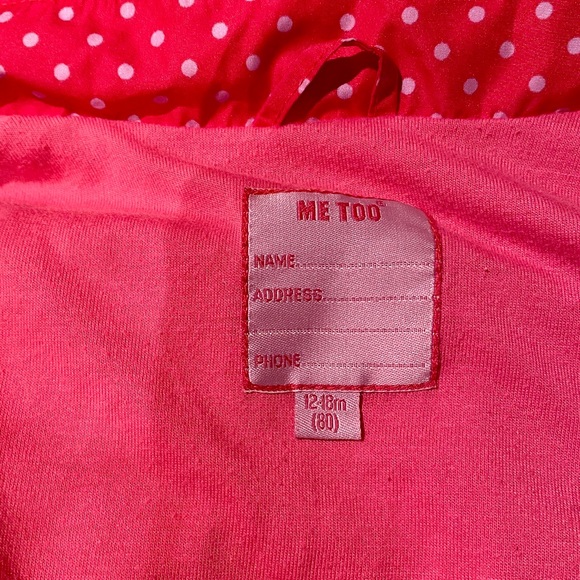 ME TOO®
NAME
ADDRESS
PHONE
12-18m
(80)